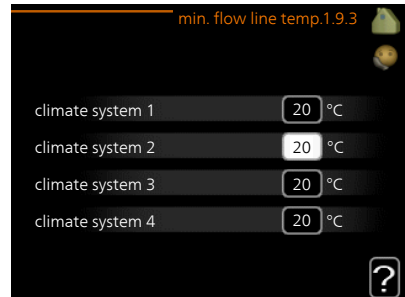 min. flow line temp.1.9.3
climate system 1 20 °C
climate system 2 20 °C
climate system 3 20 °C
climate system 4 20 °C
?